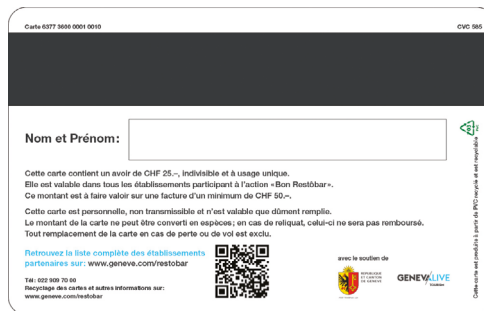 Carte 6377 3600 0001 0010
CVC 585
Nom et Prénom:
Cette carte contient un avoir de CHF 25.–, indivisible et à usage unique.
Elle est valable dans tous les établissements participant à l'action «Bon Restôbar».
Ce montant est à faire valoir sur une facture d'un minimum de CHF 50.–.
Cette carte est personnelle, non transmissible et n'est valable que dûment remplie.
Le montant de la carte ne peut être converti en espèces; en cas de reliquat, celui-ci ne sera pas remboursé.
Tout remplacement de la carte en cas de perte ou de vol est exclu.
Retrouvez la liste complète des établissements
partenaires sur: www.geneve.com/restobar
Tél: 022 909 70 00
Recyclage des cartes et autres informations sur:
www.geneve.com/restobar
avec le soutien de
RÉPUBLIQUE
ET CANTON
DE GENÈVE
GENEVALIVE
TOURISM
Cette carte est produite à partir de PVC recyclé et est recyclable